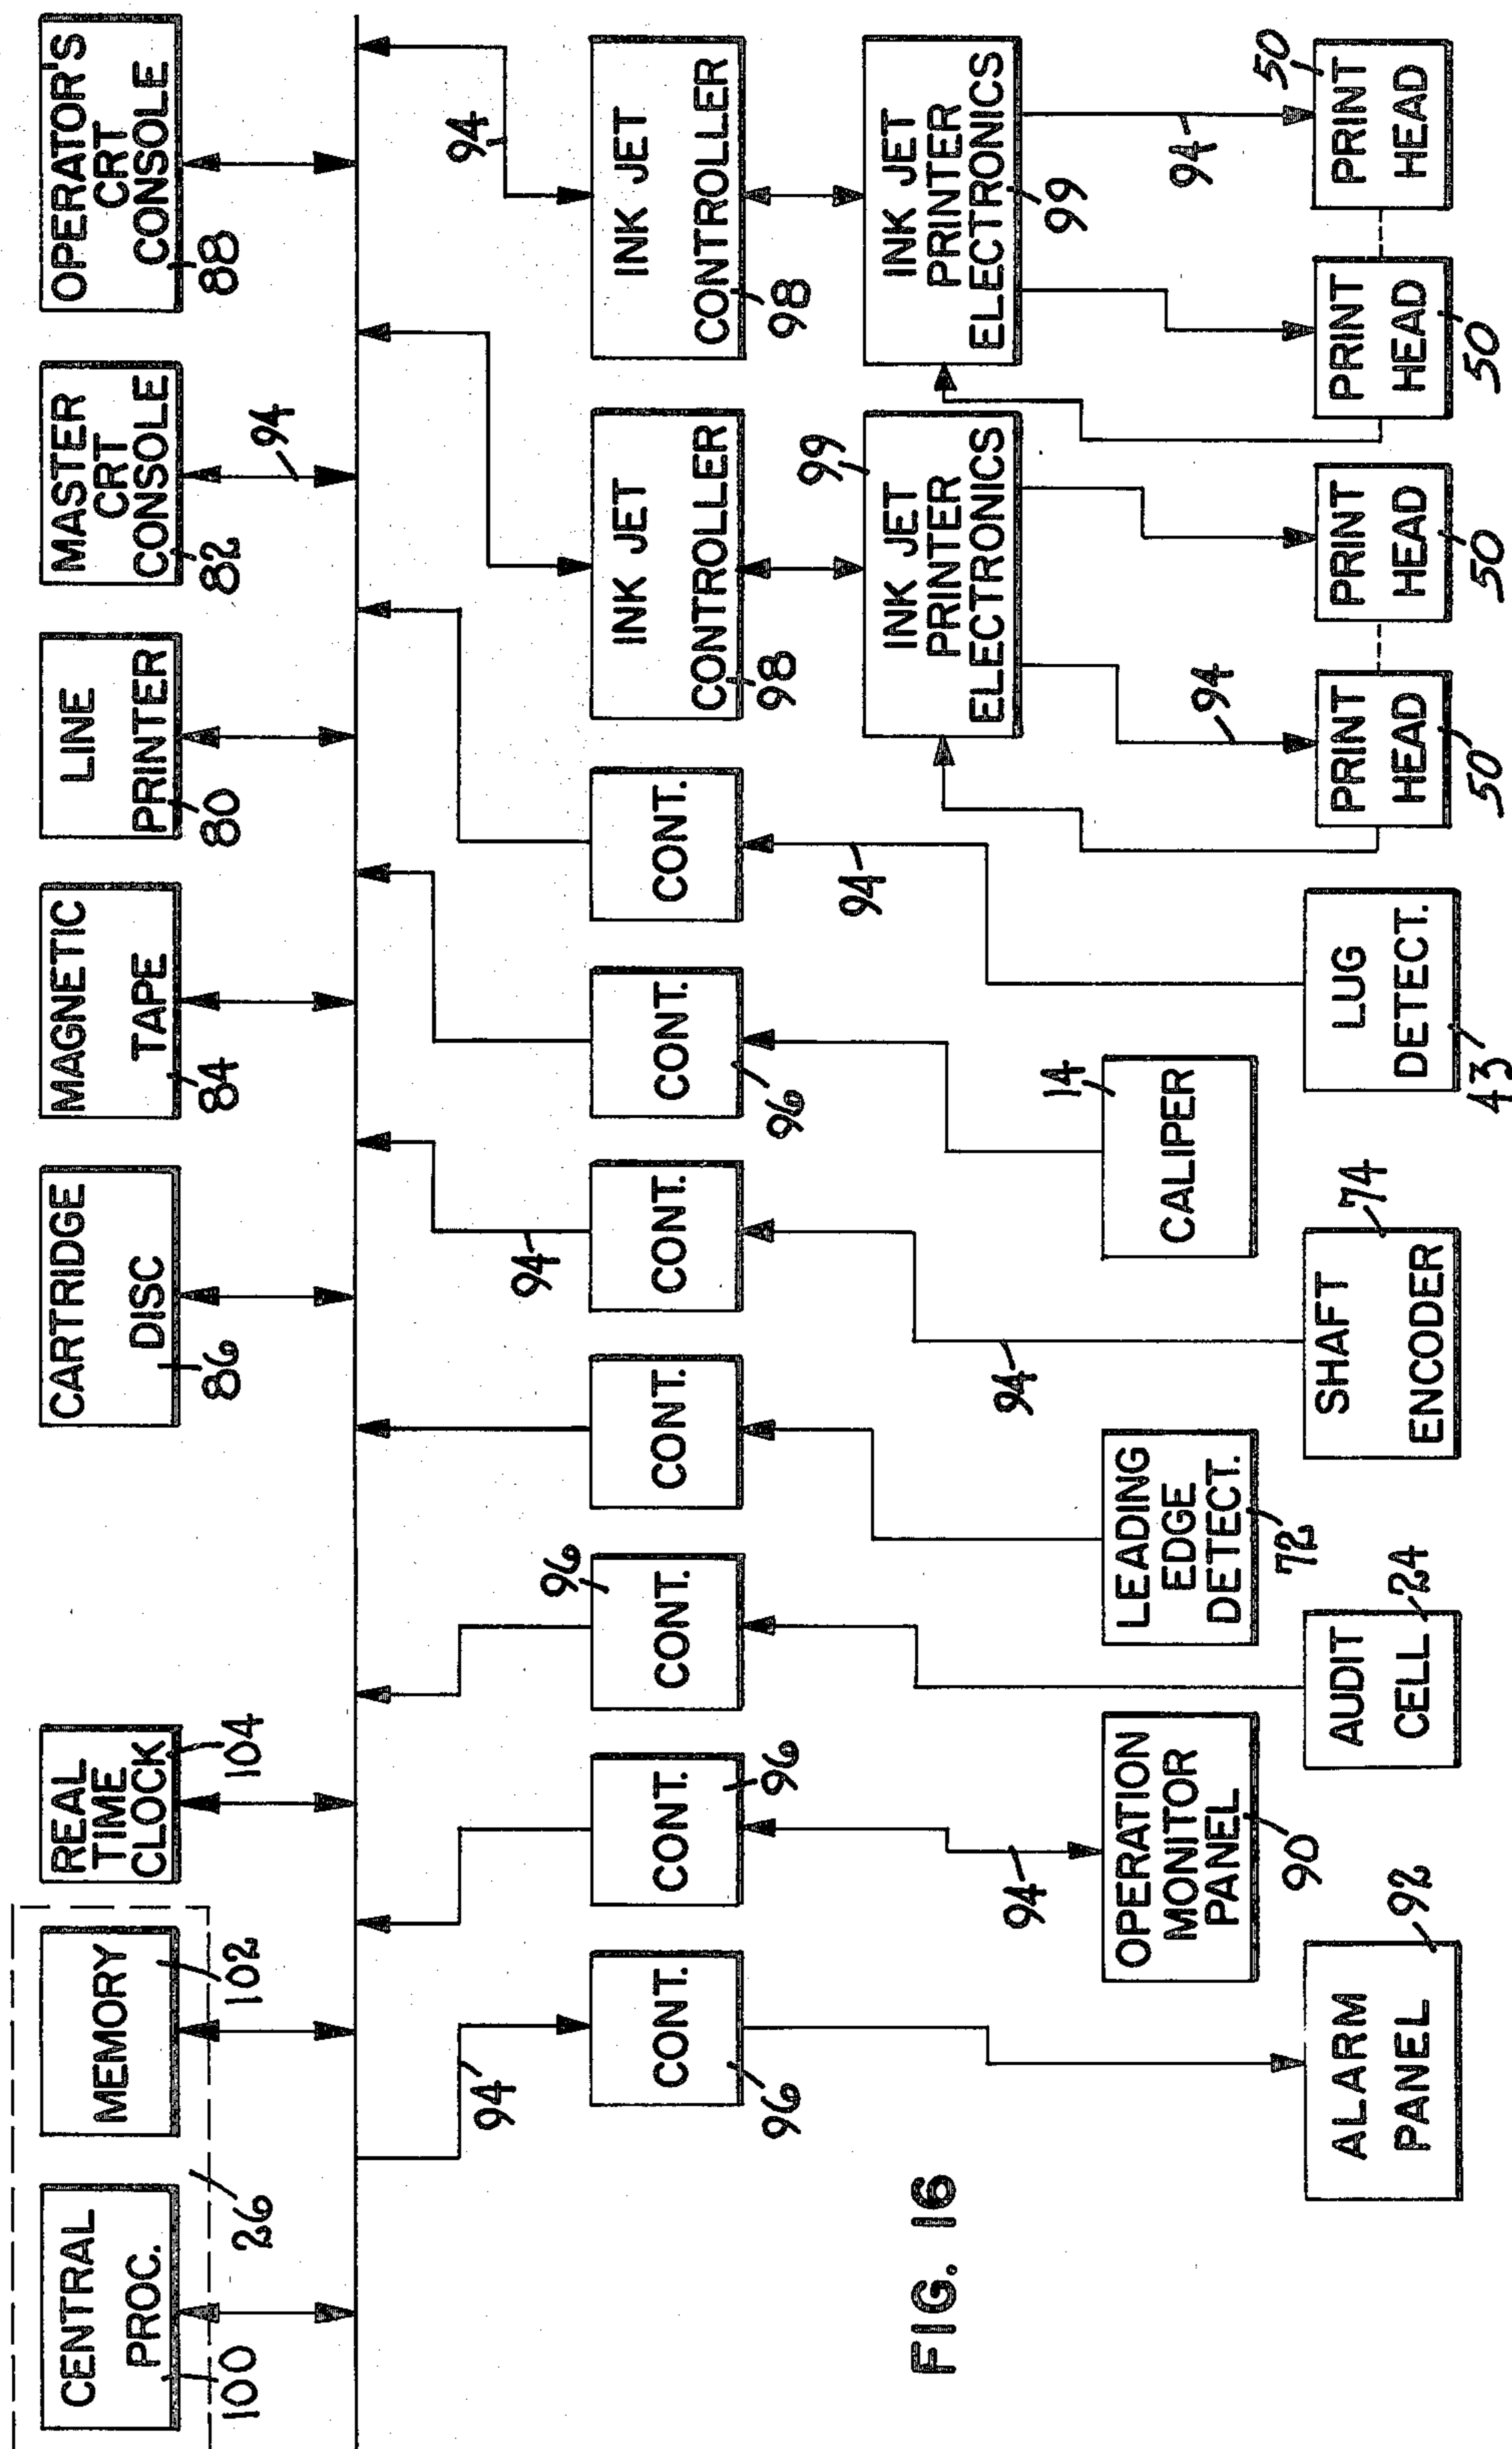 CENTRAL
PROC.
100
26
MEMORY
102
REAL
TIME
CLOCK
104
CARTRIDGE
DISC
86
MAGNETIC
TAPE
84
LINE
PRINTER
80
MASTER
CRT
CONSOLE
82
94
OPERATOR'S
CRT
CONSOLE
88
94
CONT.
96
CONT.
96
CONT.
96
CONT.
CONT.
94
CONT.
96
CONT.
INK JET
CONTROLLER
98
INK JET
CONTROLLER
98
94
94
94
94
INK JET
PRINTER
ELECTRONICS
99
INK JET
PRINTER
ELECTRONICS
99
OPERATION
MONITOR
PANEL
90
LEADING
EDGE
DETECT.
72
CALIPER
14
94
94
ALARM
PANEL
92
AUDIT
CELL
24
SHAFT
ENCODER
74
LUG
DETECT.
43
PRINT
HEAD
50
PRINT
HEAD
50
PRINT
HEAD
50
PRINT
HEAD
50
FIG. 16